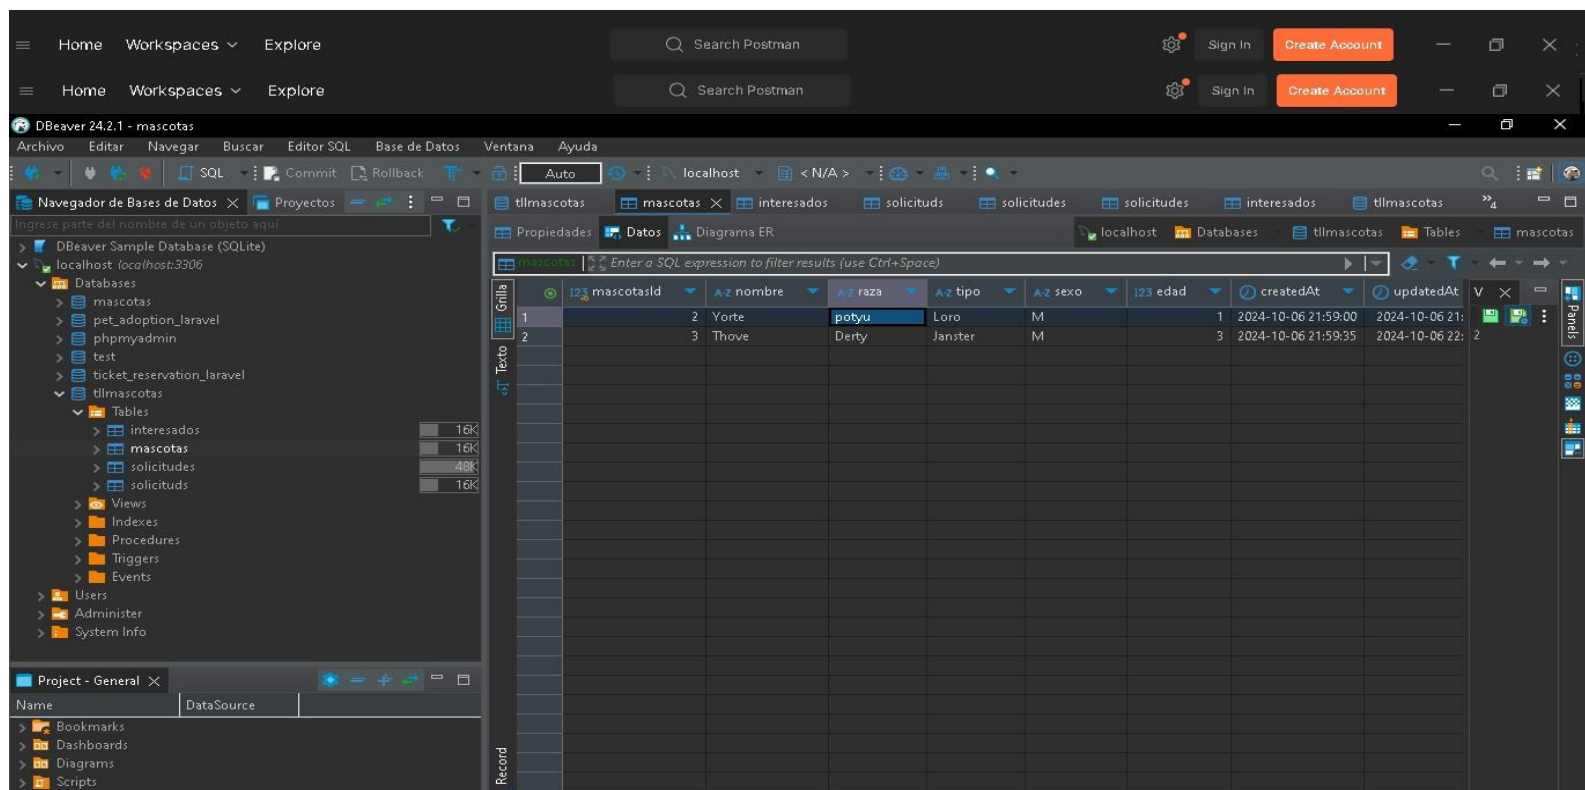 Home Workspaces Explore Search Postman Sign In Create Account
Home Workspaces Explore Search Postman Sign In Create Account
DBeaver 24.2.1 - mascotas
Archivo Editar Navegar Buscar Editor SQL Base de Datos Ventana Ayuda
SQL Commit Rollback Auto localhost < N/A >
Navegador de Bases de Datos Proyectos
Ingrese parte del nombre de un objeto aquí
DBeaver Sample Database (SQLite)
localhost localhost:3306
Databases
mascotas
pet_adoption_laravel
phpmyadmin
test
ticket_reservation_laravel
tllmascotas
Tables
interesados 16K
mascotas 16K
solicitudes 48K
solicituds 16K
Views
Indexes
Procedures
Triggers
Events
Users
Administer
System Info
Project - General
Name DataSource
Bookmarks
Dashboards
Diagrams
Scripts
tllmascotas mascotas interesados solicituds solicitudes solicitudes interesados tllmascotas »4
Propiedades Datos Diagrama ER localhost Databases tllmascotas Tables mascotas
mascotas Enter a SQL expression to filter results (use Ctrl+Space)
Grilla
Texto
Record
123 mascotasId A-Z nombre A-Z raza A-Z tipo A-Z sexo 123 edad createdAt updatedAt V
1 2 Yorte potyu Loro M 1 2024-10-06 21:59:00 2024-10-06 21:
2 3 Thove Derty Janster M 3 2024-10-06 21:59:35 2024-10-06 22: 2
Panels